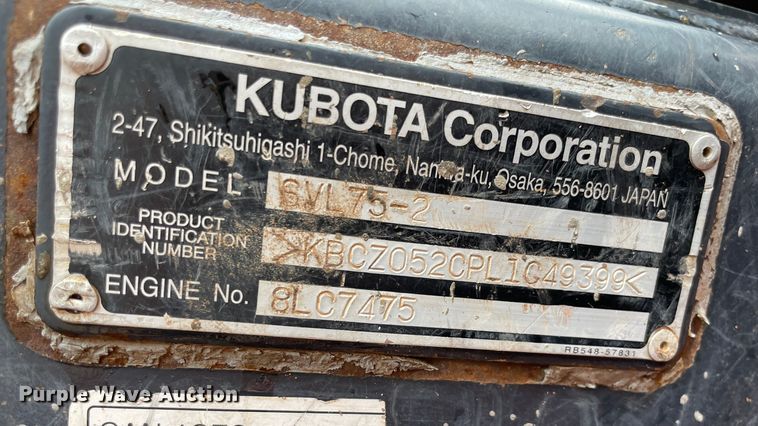 KUBOTA Corporation
2-47, Shikitsuhigashi 1-Chome, Naniwa-ku, Osaka, 556-8601 JAPAN
MODEL SVL75-2
PRODUCT
IDENTIFICATION
NUMBER >KBCZ052CPL1C49399<
ENGINE No. 8LC7475
RB548-57831
Purple Wave Auction